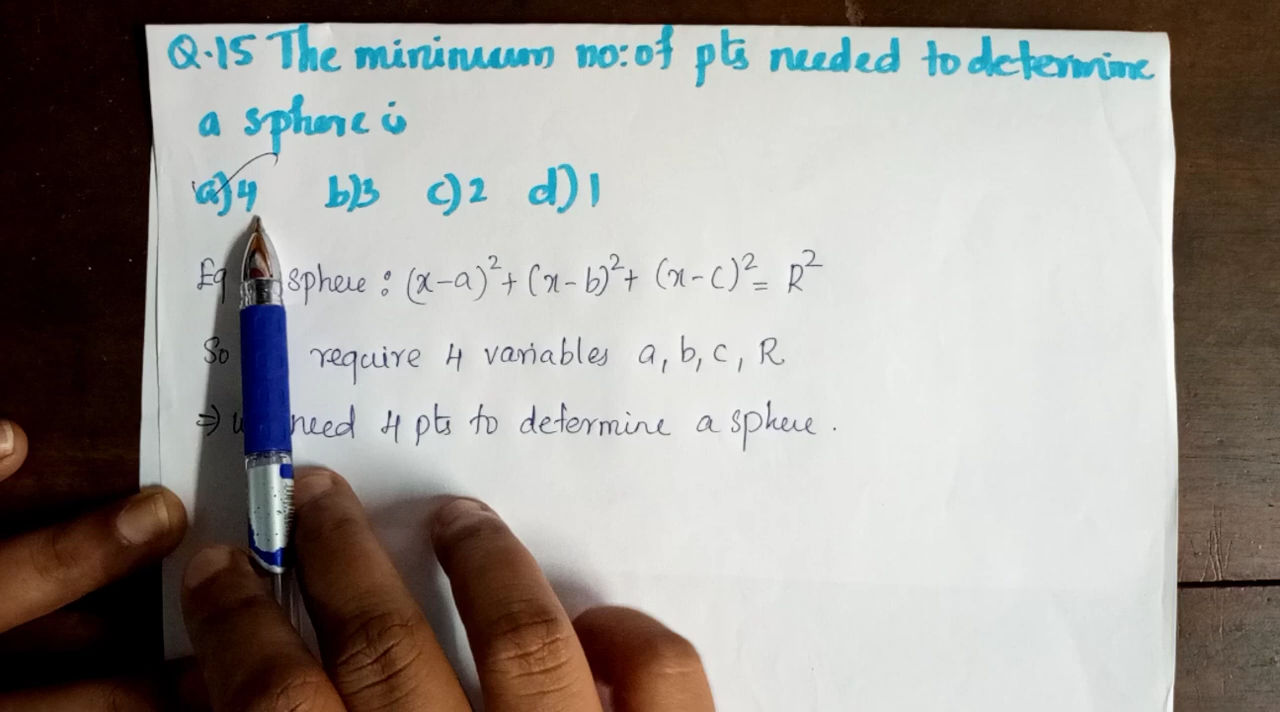 Q.15 The mininum no: of pts needed to determine
a sphere is
a) 4 b) 3 c) 2 d) 1
Eq sphere : (x-a)²+ (x-b)²+ (x-c)² = R²
So require 4 variables a, b, c, R
⇒ need 4 pts to determine a sphere.